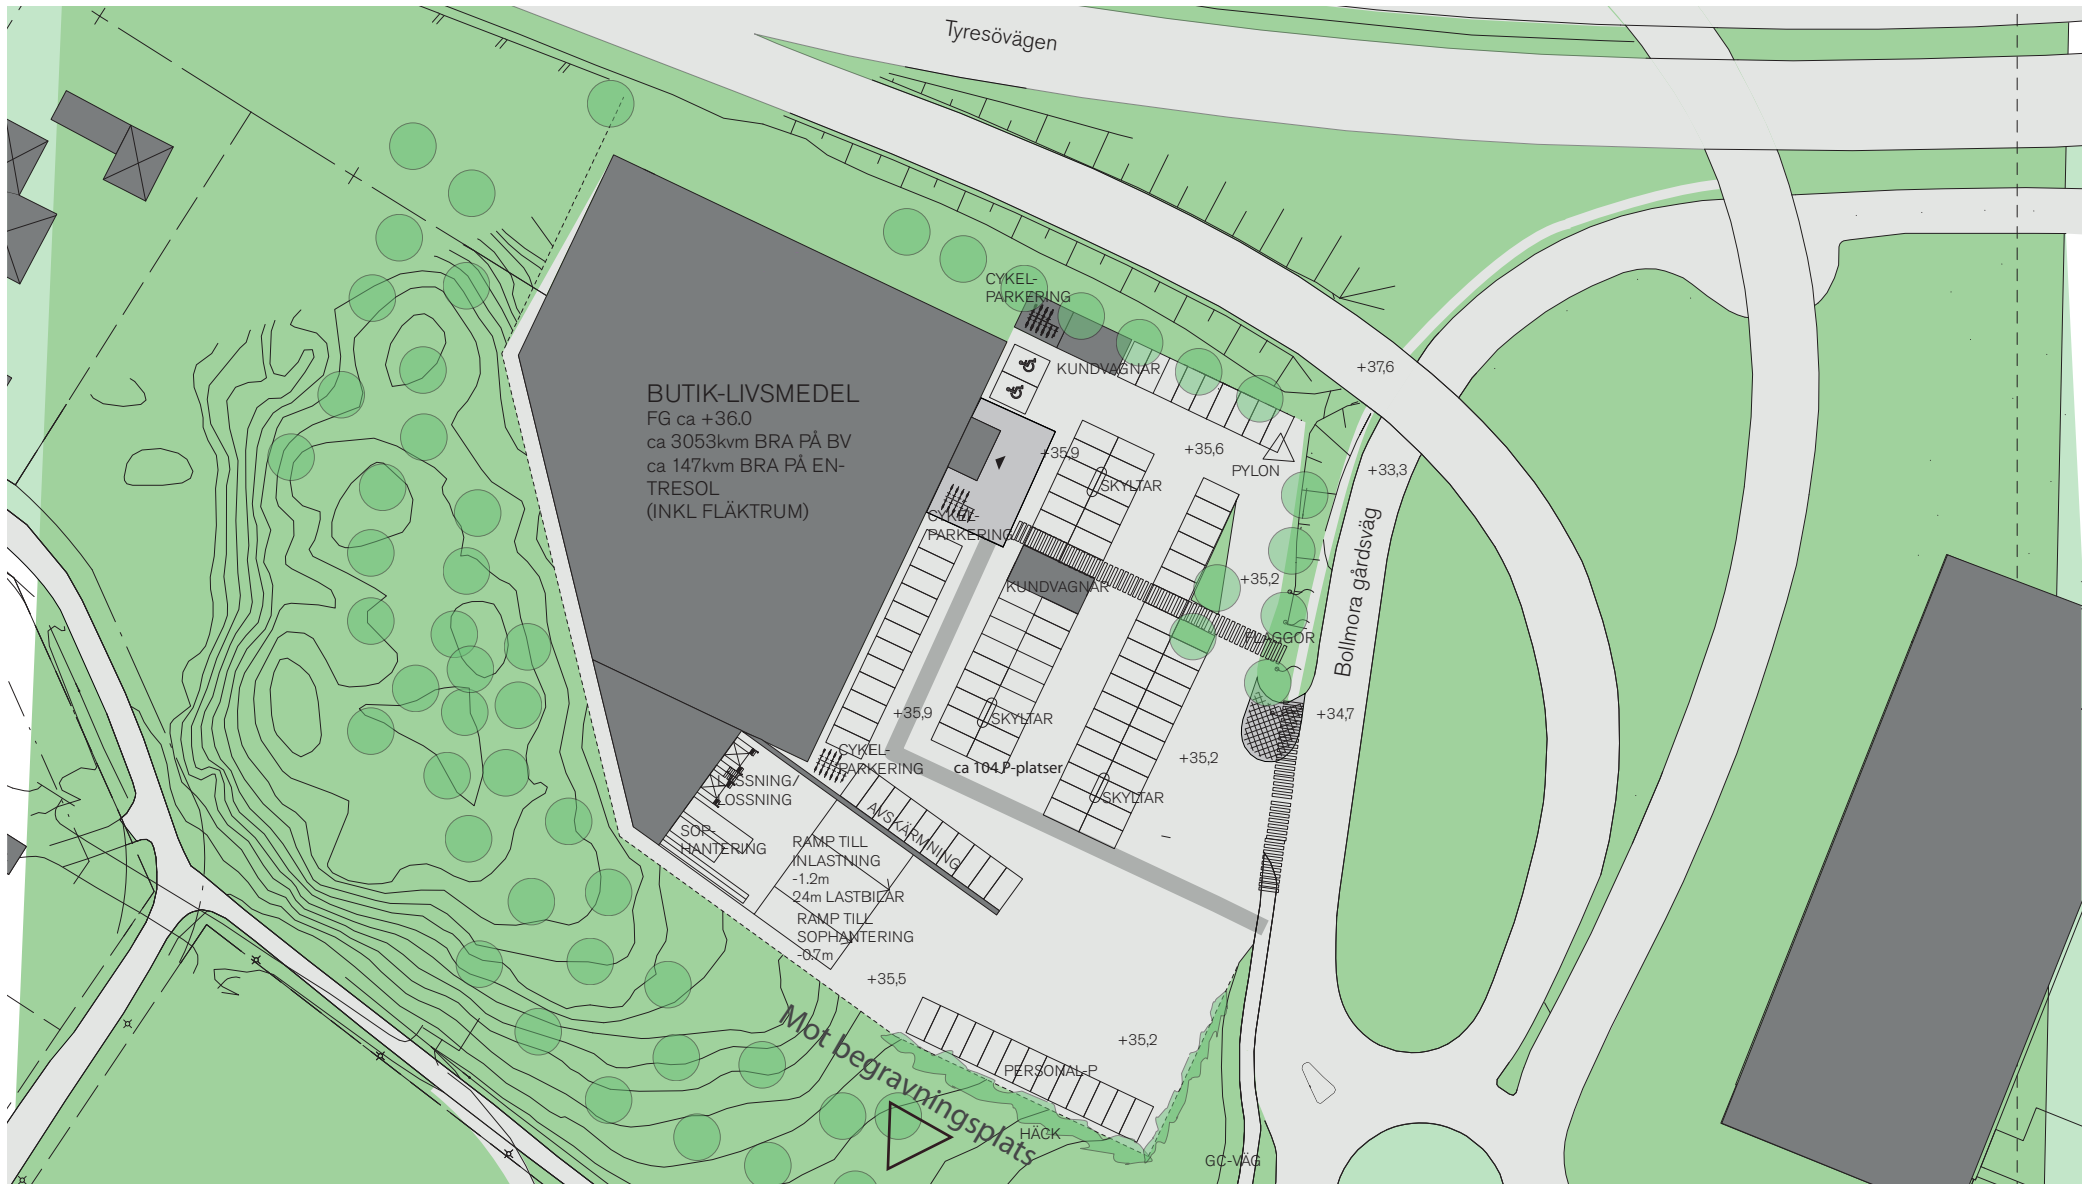 Tyresövägen
CYKEL-
PARKERING
KUNDVAGNAR
+37,6
BUTIK-LIVSMEDEL
FG ca +36.0
ca 3053kvm BRA PÅ BV
ca 147kvm BRA PÅ EN-
TRESOL
(INKL FLÄKTRUM)
+35,9
+35,6
PYLON
+33,3
SKYLTAR
CYKEL-
PARKERING
KUNDVAGNAR
+35,2
Bollmora gårdsväg
FLAGGOR
+35,9
SKYLTAR
+34,7
CYKEL-
PARKERING
ca 104 P-platser
+35,2
LASSNING/
LOSSNING
SKYLTAR
AVSKÄRMNING
SOP-
HANTERING
RAMP TILL
INLASTNING
-1.2m
24m LASTBILAR
RAMP TILL
SOPHANTERING
-0.7m
+35,5
Mot begravningsplats
+35,2
PERSONAL-P
HÄCK
GC-VÄG